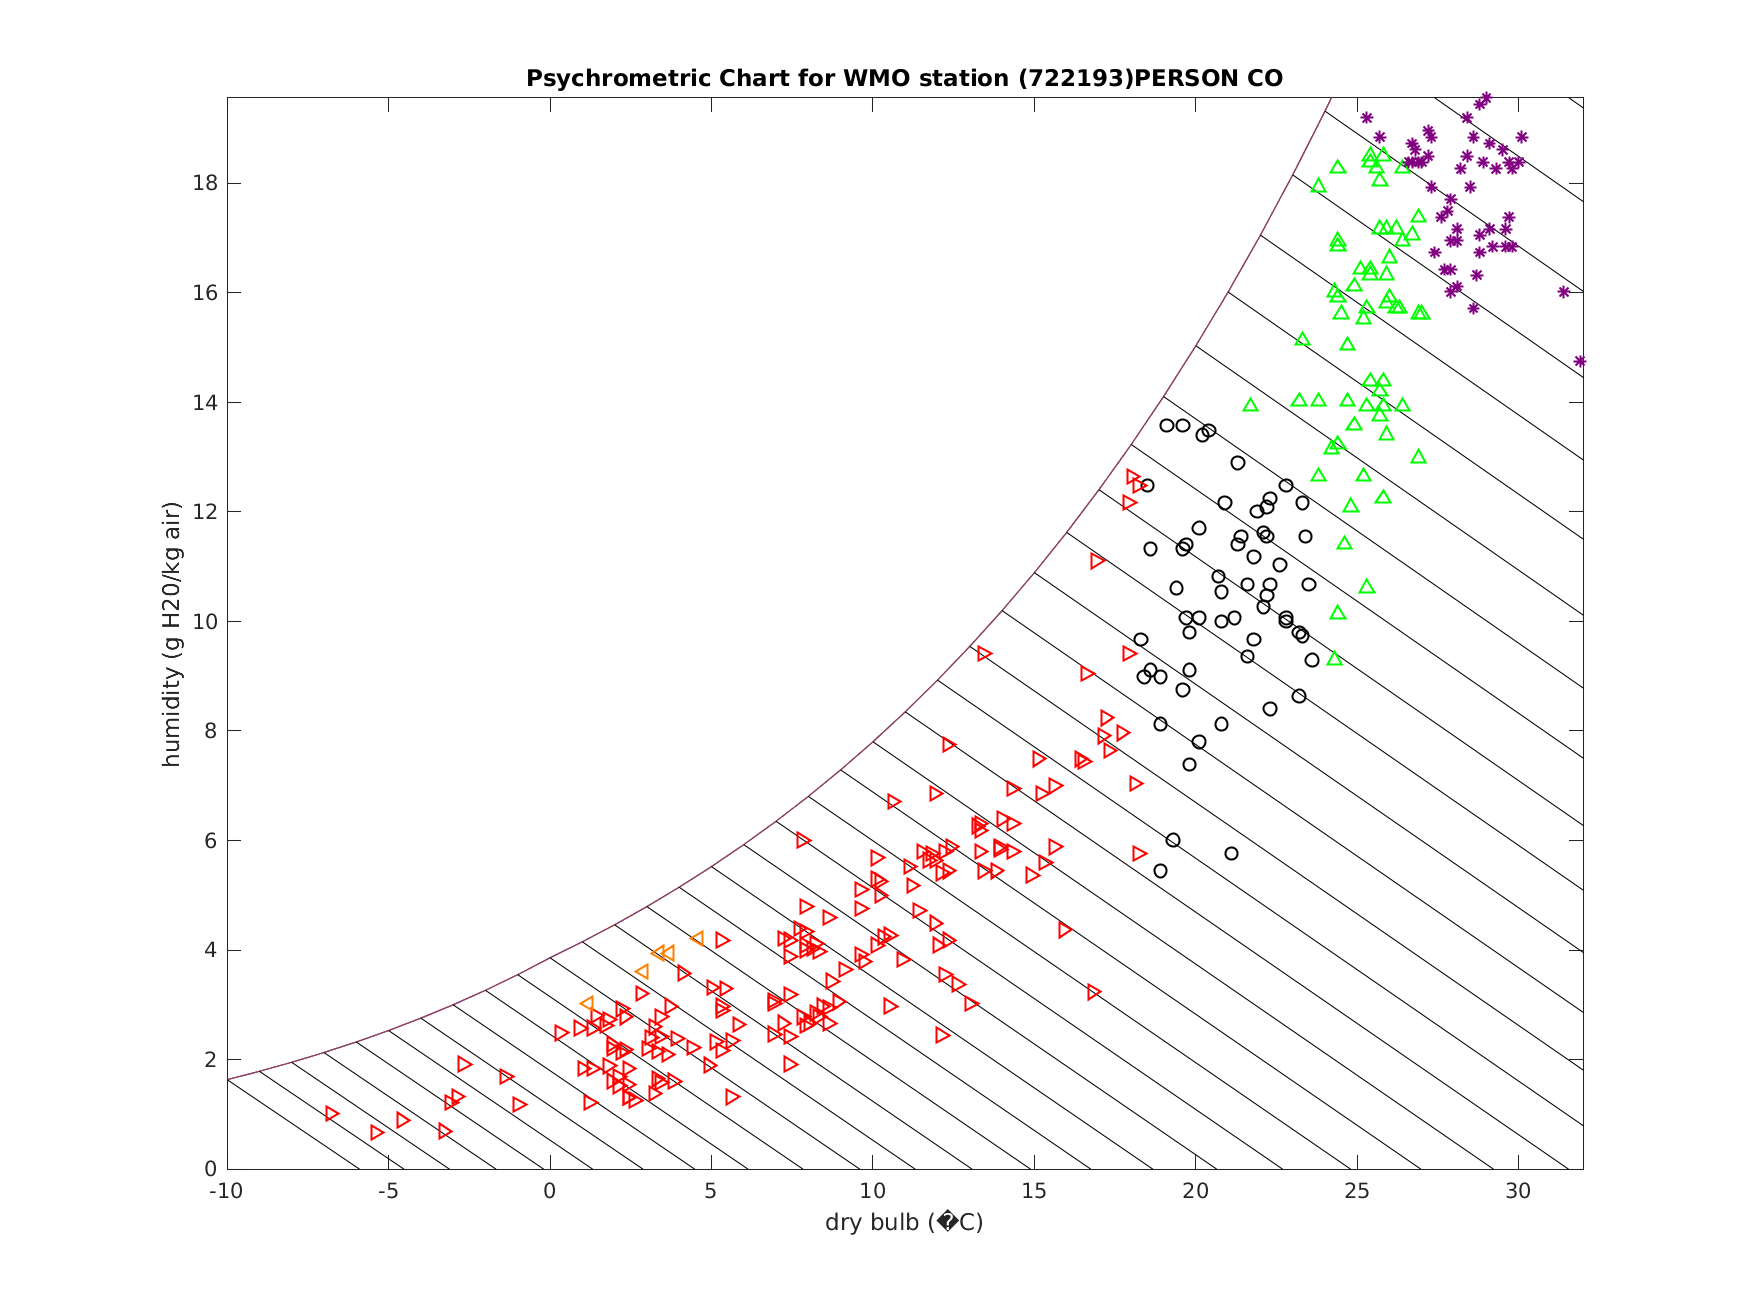 Psychrometric Chart for WMO station (722193)PERSON CO
humidity (g H20/kg air)
18
16
14
12
10
8
6
4
2
0
-10 -5 0 5 10 15 20 25 30
dry bulb (�C)